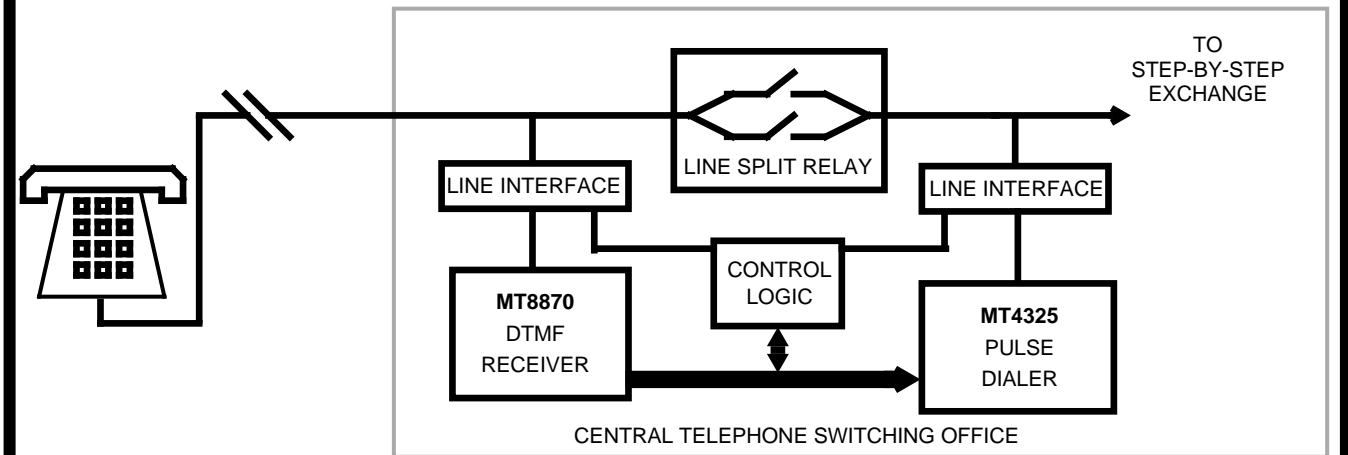 TO
STEP-BY-STEP
EXCHANGE
LINE SPLIT RELAY
LINE INTERFACE
LINE INTERFACE
CONTROL
LOGIC
MT8870
DTMF
RECEIVER
MT4325
PULSE
DIALER
CENTRAL TELEPHONE SWITCHING OFFICE